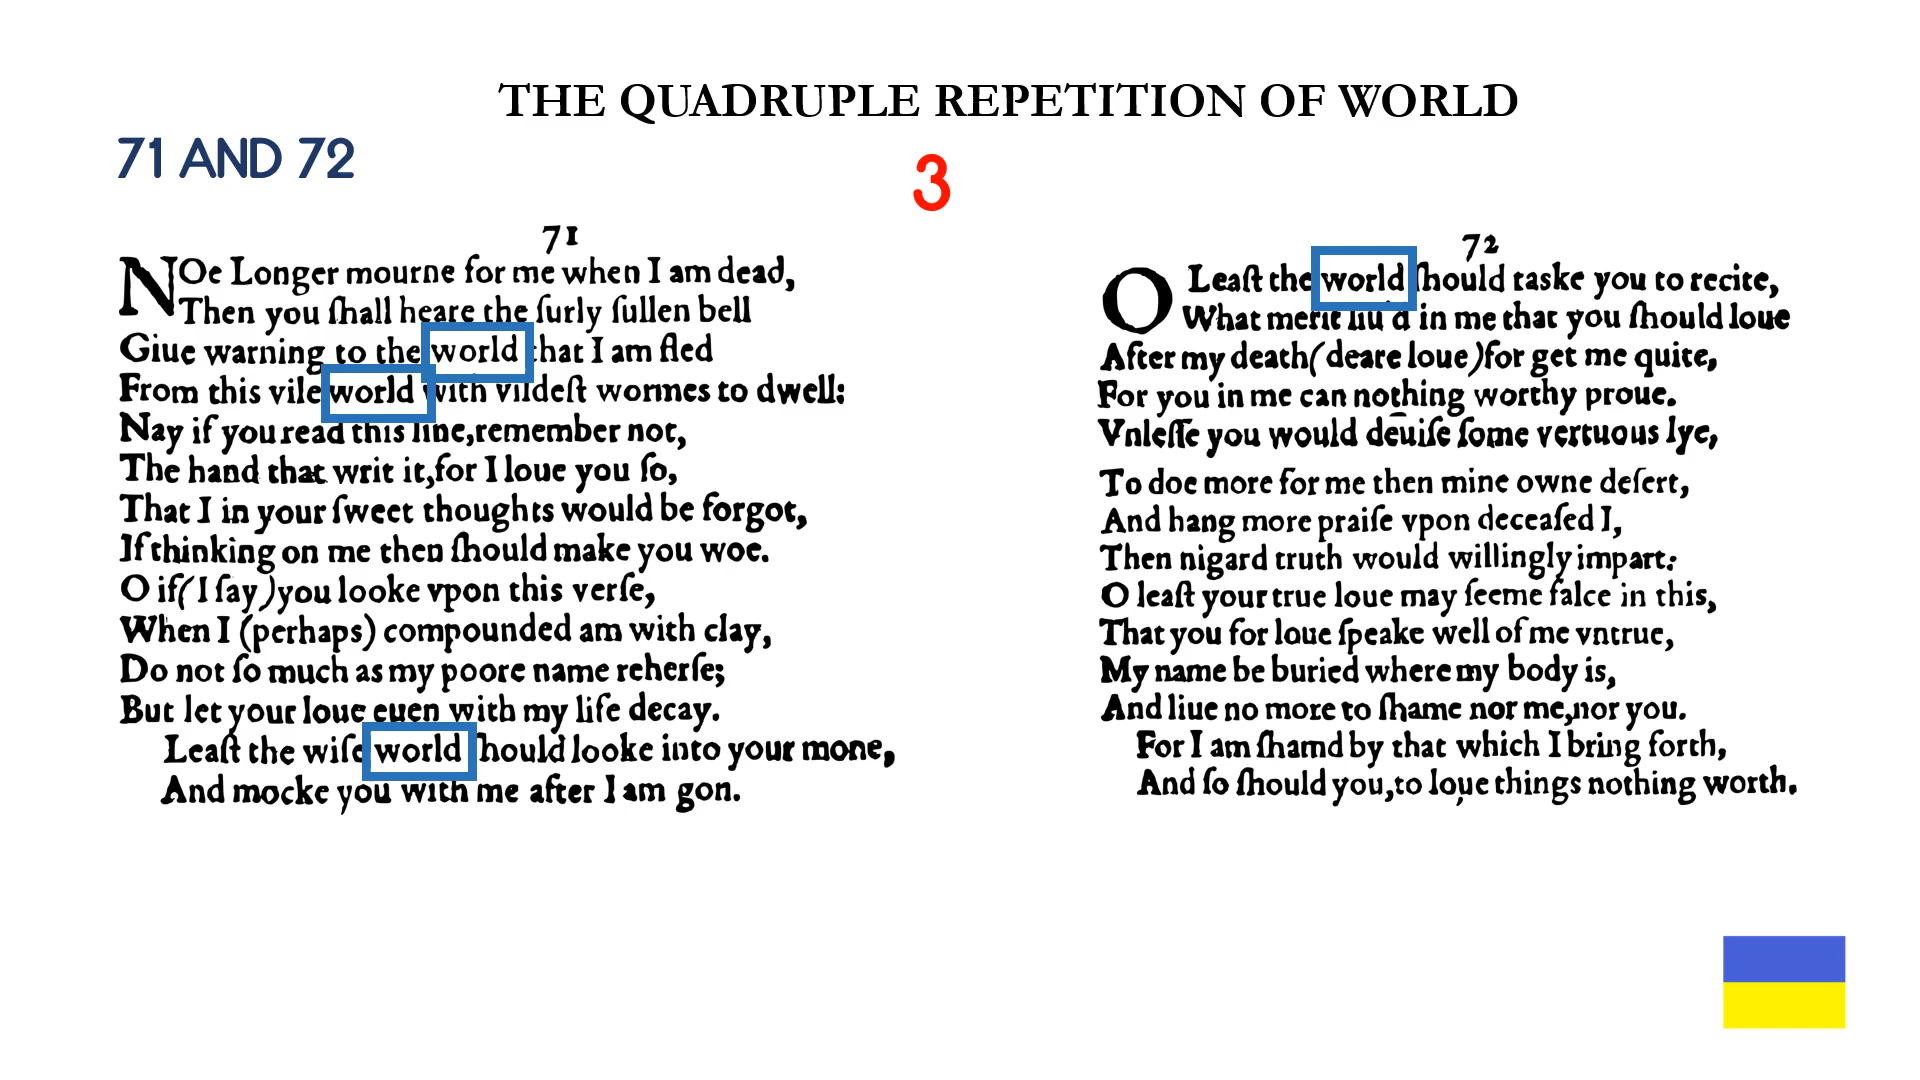 THE QUADRUPLE REPETITION OF WORLD
71 AND 72
3
71
NOe Longer mourne for me when I am dead,
Then you ſhall heare the ſurly ſullen bell
Giue warning to the world that I am fled
From this vile world with vildeſt wormes to dwell:
Nay if you read this line,remember not,
The hand that writ it,for I loue you ſo,
That I in your ſweet thoughts would be forgot,
If thinking on me then ſhould make you woe.
O if(I ſay)you looke vpon this verſe,
When I (perhaps) compounded am with clay,
Do not ſo much as my poore name reherſe;
But let your loue euen with my life decay.
Leaſt the wiſe world ſhould looke into your mone,
And mocke you with me after I am gon.
72
O Leaſt the world ſhould taske you to recite,
What merit liu'd in me that you ſhould loue
After my death(deare loue)for get me quite,
For you in me can nothing worthy proue.
Vnleſſe you would deuiſe ſome vertuous lye,
To doe more for me then mine owne deſert,
And hang more praiſe vpon deceaſed I,
Then nigard truth would willingly impart:
O leaſt your true loue may ſeeme falce in this,
That you for loue ſpeake well of me vntrue,
My name be buried where my body is,
And liue no more to ſhame nor me,nor you.
For I am ſhamd by that which I bring forth,
And ſo ſhould you,to loue things nothing worth.